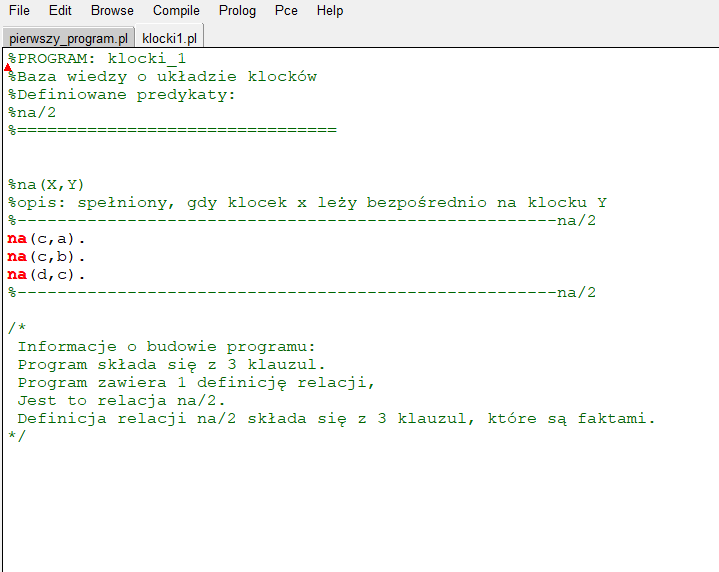 File Edit Browse Compile Prolog Pce Help
pierwszy_program.pl klocki1.pl
%PROGRAM: klocki_1
%Baza wiedzy o układzie klocków
%Definiowane predykaty:
%na/2
%================================
%na(X,Y)
%opis: spełniony, gdy klocek x leży bezpośrednio na klocku Y
%------------------------------------------------------na/2
na(c,a).
na(c,b).
na(d,c).
%------------------------------------------------------na/2
/*
Informacje o budowie programu:
Program składa się z 3 klauzul.
Program zawiera 1 definicję relacji,
Jest to relacja na/2.
Definicja relacji na/2 składa się z 3 klauzul, które są faktami.
*/